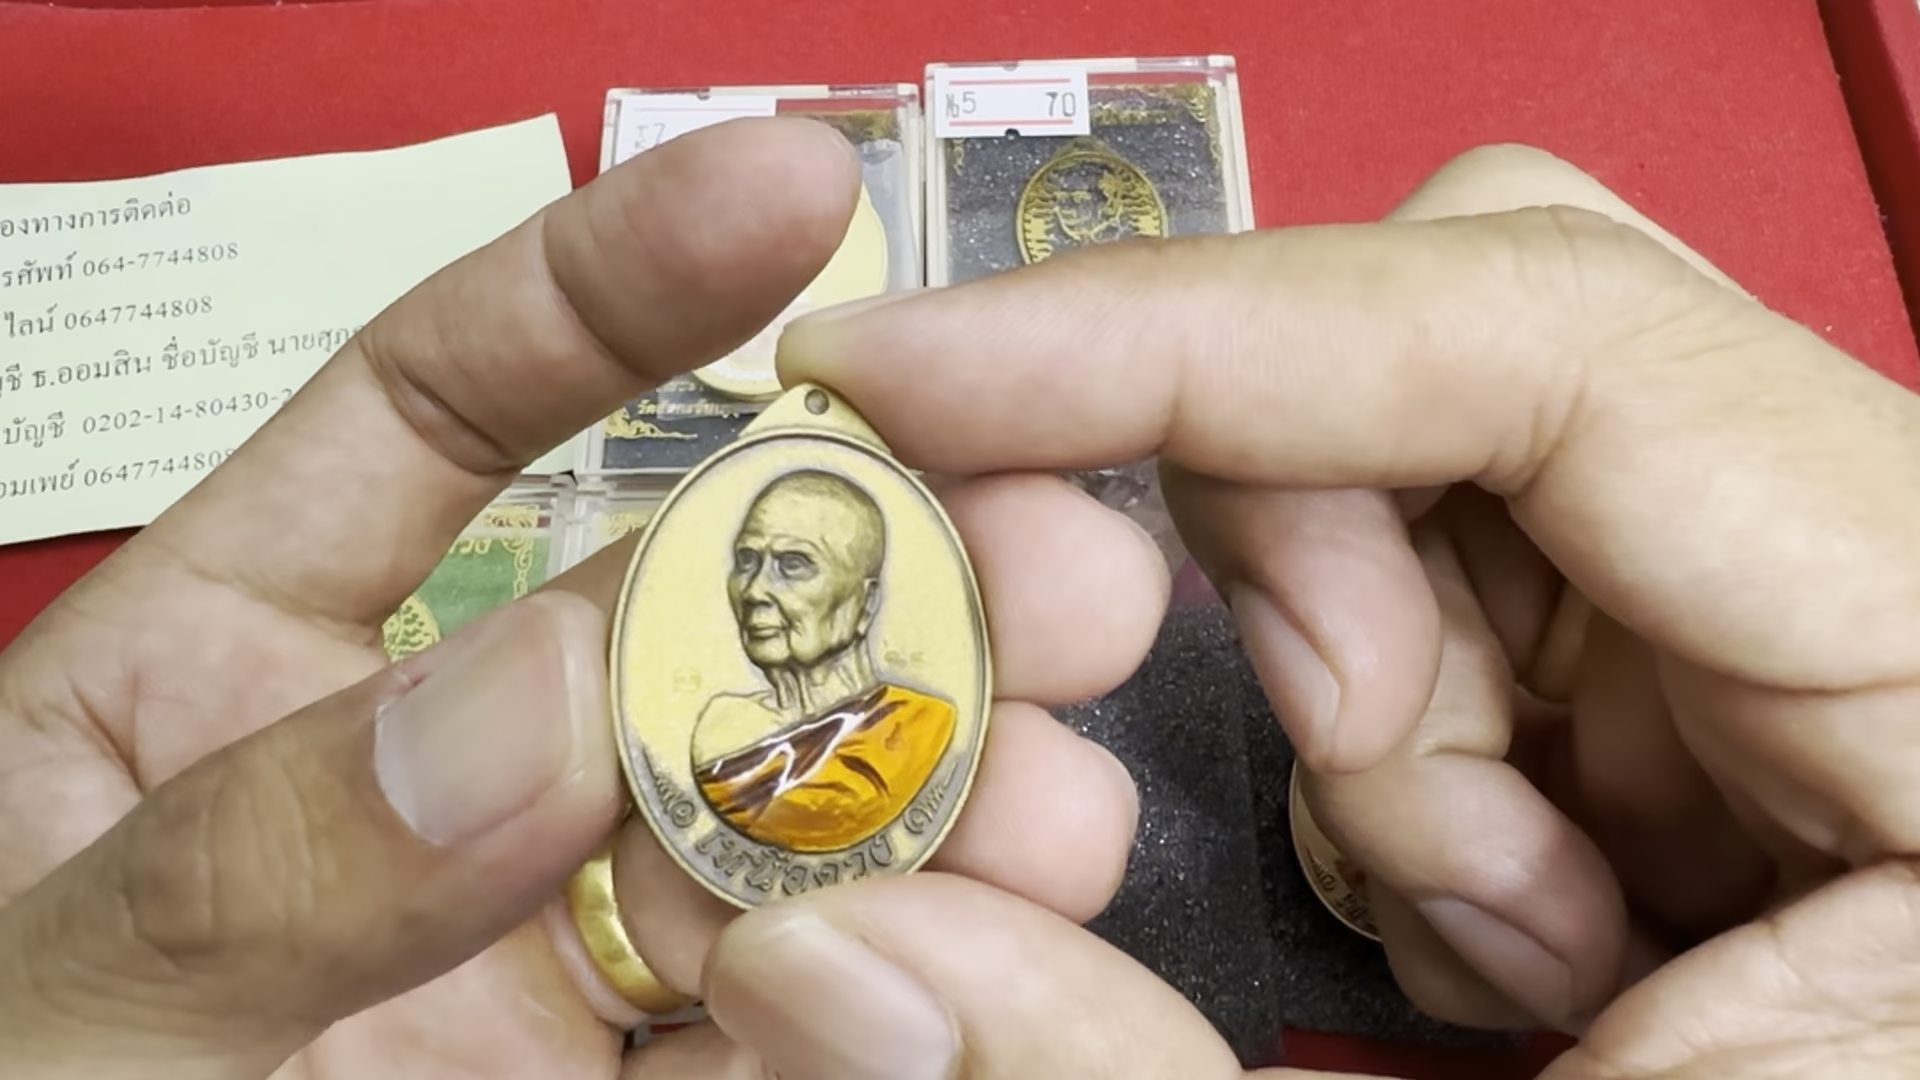 องทางการติดต่อ
รศัพท์ 064-7744808
ไลน์ 0647744808
ชี ธ.ออมสิน ชื่อบัญชี นายสุภ
บัญชี 0202-14-80430-2
อมเพย์ 0647744808
65 70
เหนือดวง